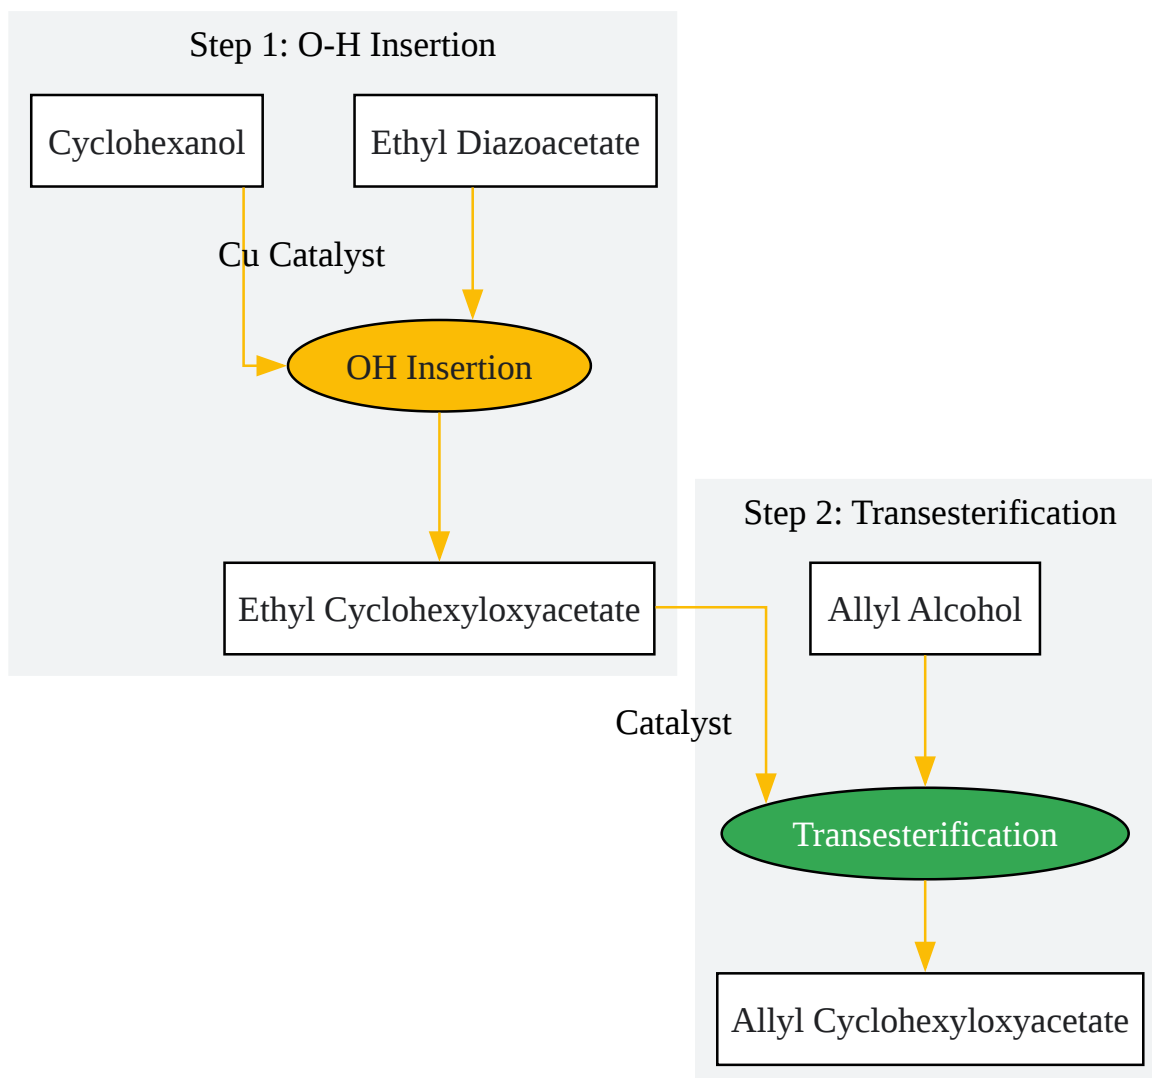 Step 1: O-H Insertion
Cyclohexanol
Ethyl Diazoacetate
Cu Catalyst
OH Insertion
Ethyl Cyclohexyloxyacetate
Step 2: Transesterification
Allyl Alcohol
Catalyst
Transesterification
Allyl Cyclohexyloxyacetate